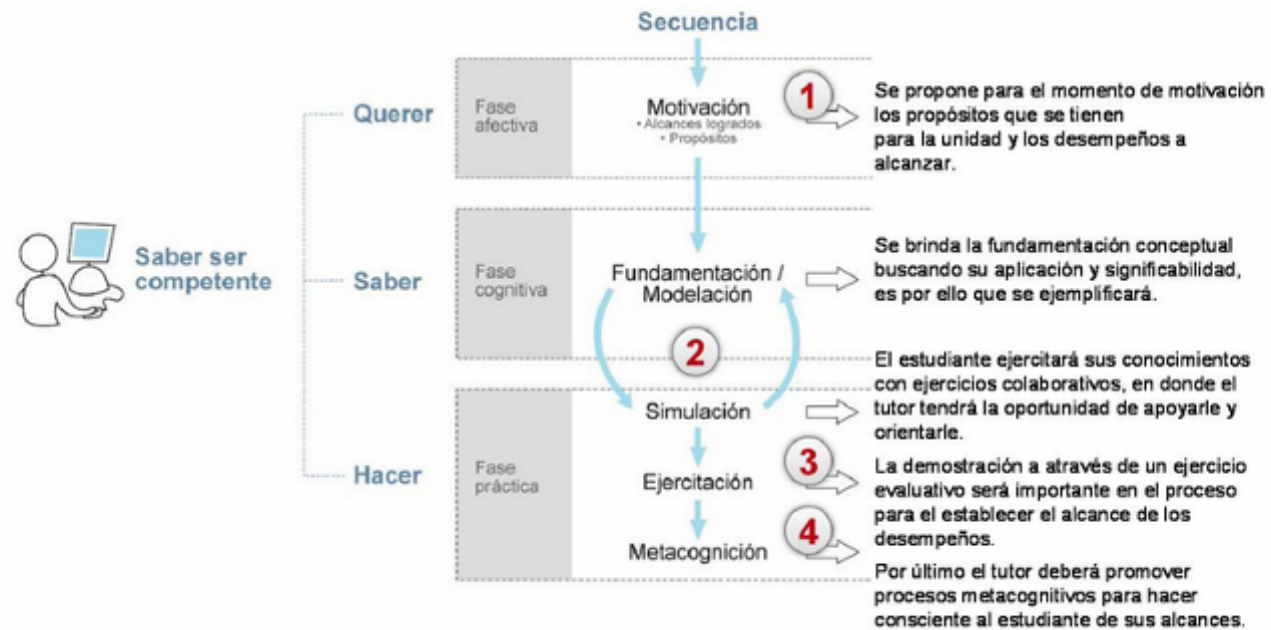 Secuencia
Querer
Fase
afectiva
Motivación
• Alcances logrados
• Propósitos
1
Se propone para el momento de motivación
los propósitos que se tienen
para la unidad y los desempeños a
alcanzar.
Saber ser
competente
Saber
Fase
cognitiva
Fundamentación /
Modelación
2
Se brinda la fundamentación conceptual
buscando su aplicación y significabilidad,
es por ello que se ejemplificará.
Hacer
Fase
práctica
Simulación
El estudiante ejercitará sus conocimientos
con ejercicios colaborativos, en donde el
tutor tendrá la oportunidad de apoyarle y
orientarle.
Ejercitación
3
La demostración a através de un ejercicio
evaluativo será importante en el proceso
para el establecer el alcance de los
desempeños.
Metacognición
4
Por último el tutor deberá promover
procesos metacognitivos para hacer
consciente al estudiante de sus alcances.